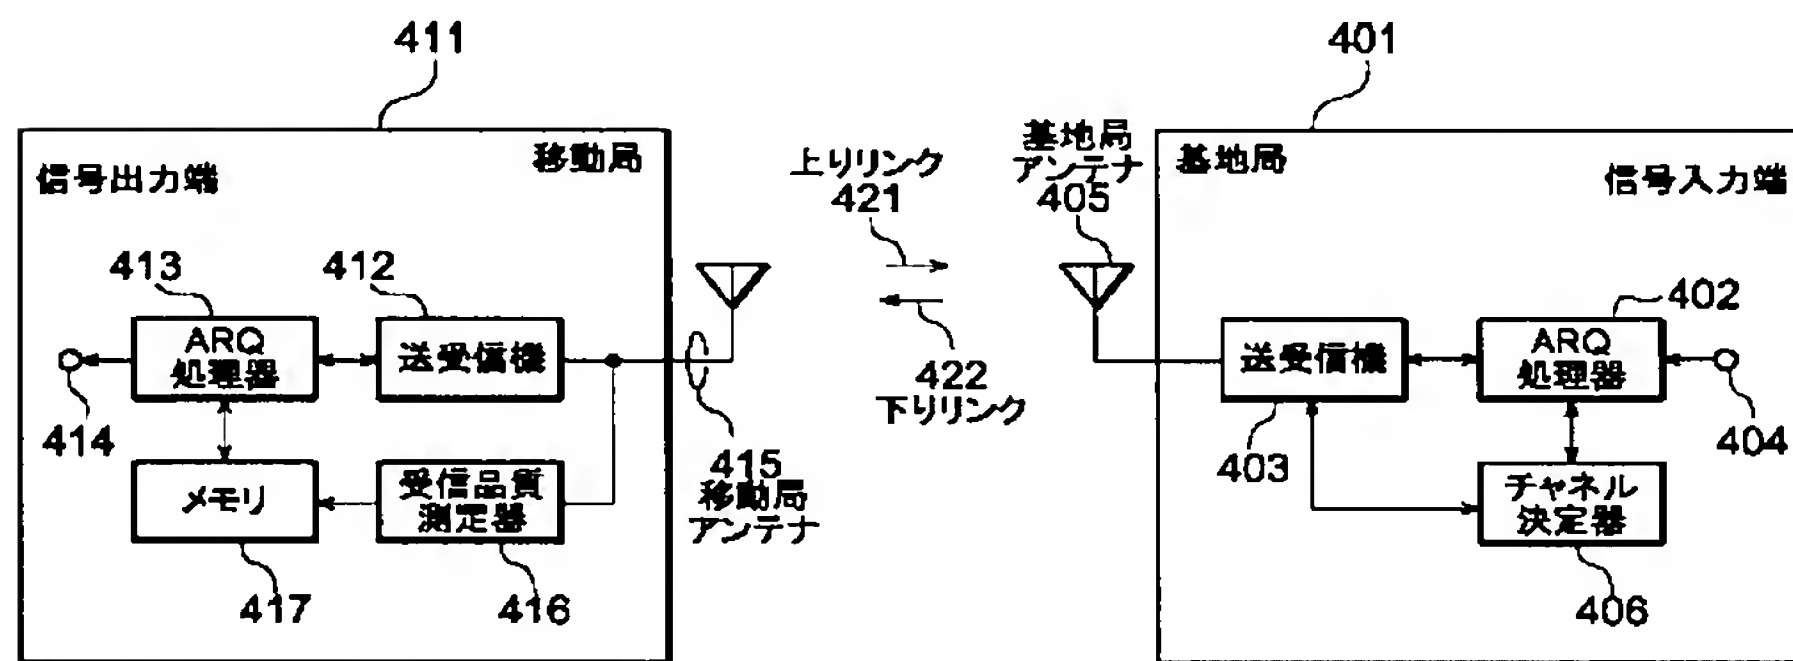 411
401
信号出力端
移動局
上りリンク
421
基地局
アンテナ
405
基地局
信号入力端
413
412
402
ARQ
処理器
送受信機
422
下りリンク
送受信機
ARQ
処理器
414
415
移動局
アンテナ
403
404
メモリ
受信品質
測定器
チャネル
決定器
417
416
406